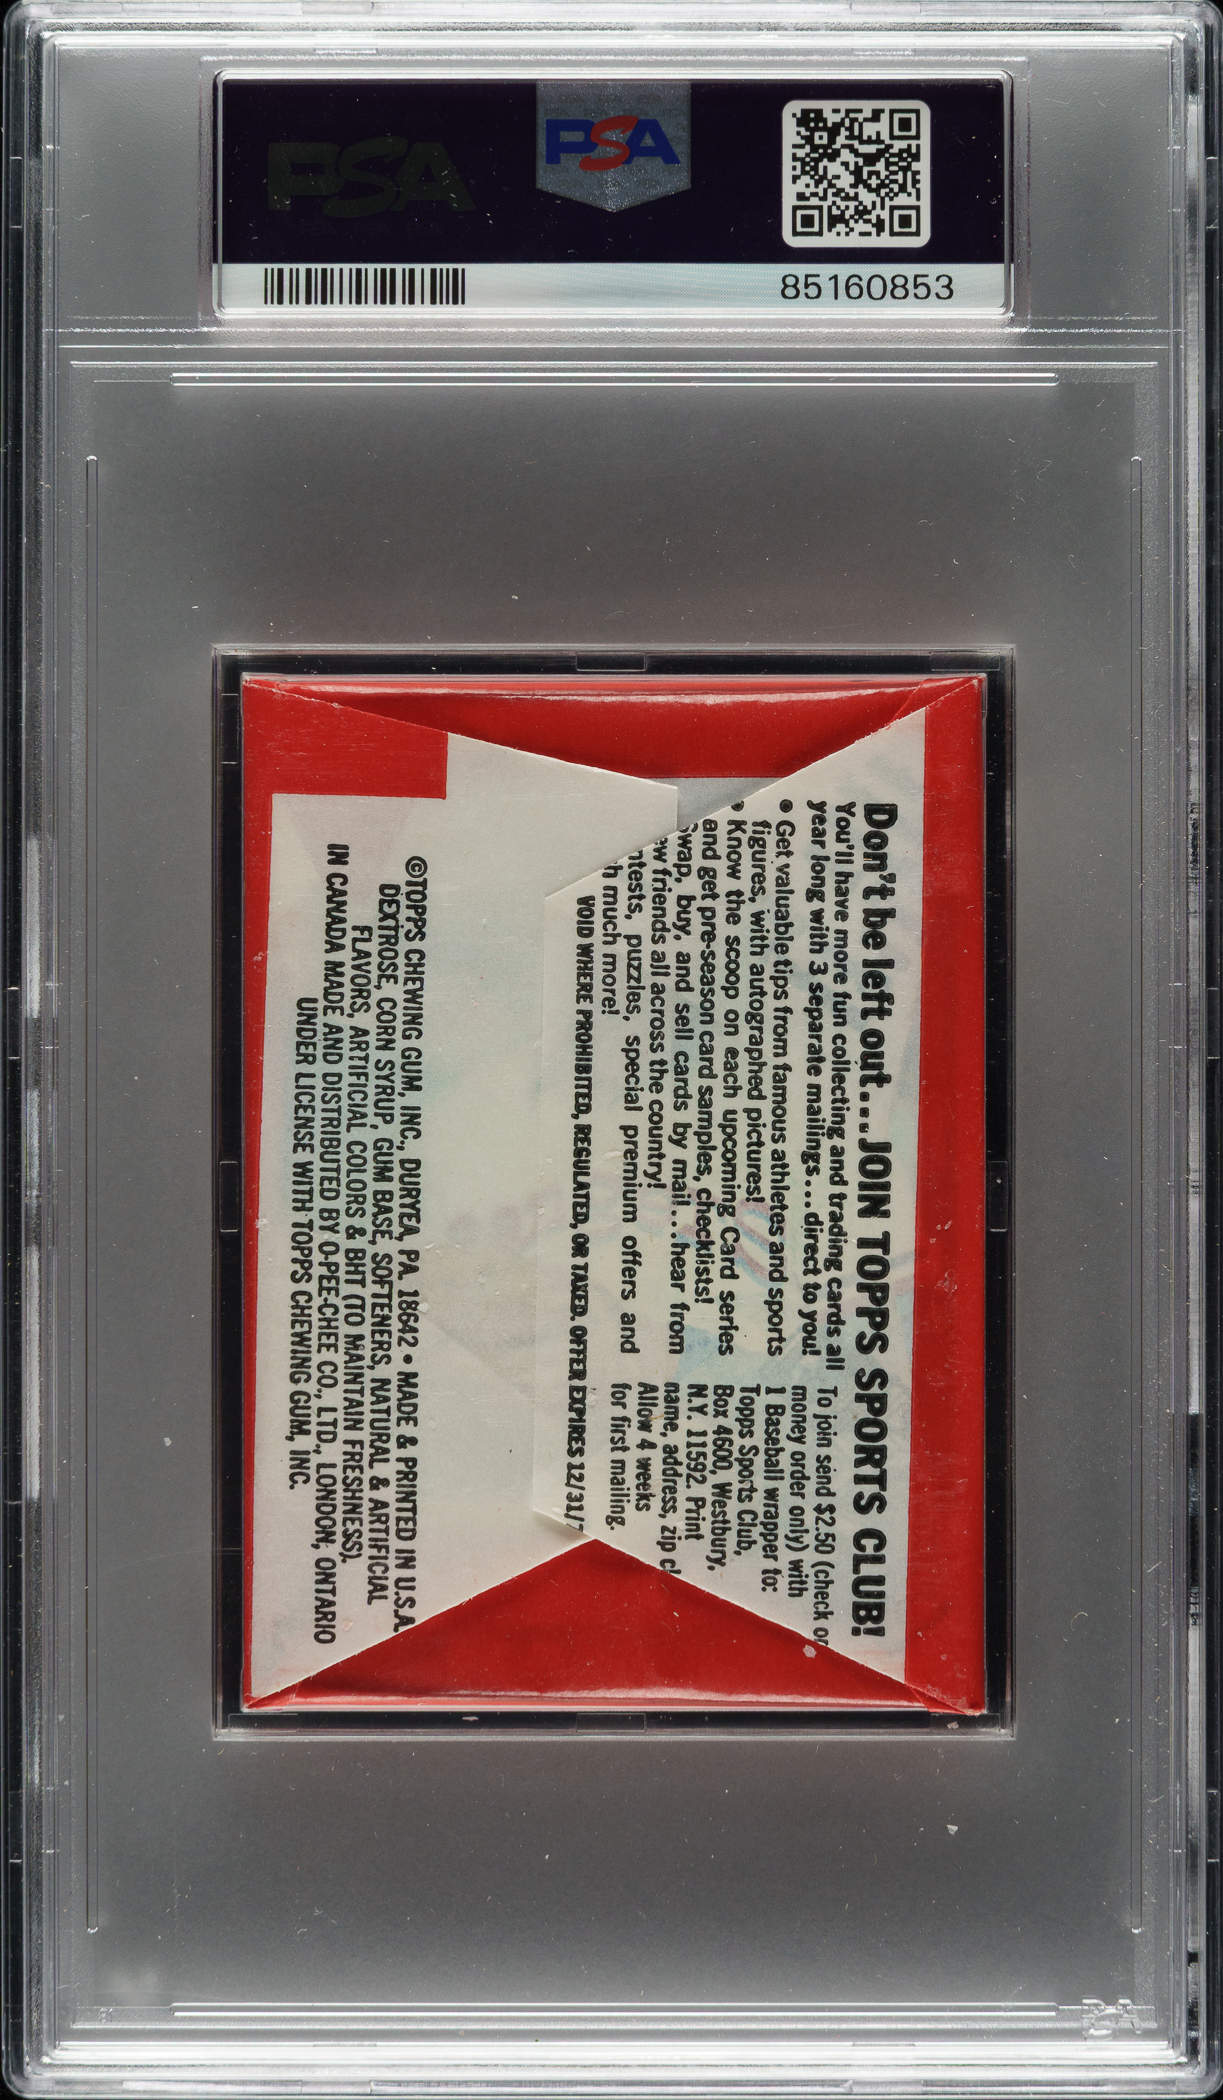 PSA
PSA
85160853
Don't be left out...JOIN TOPPS SPORTS CLUB!
You'll have more fun collecting and trading cards all
year long with 3 separate mailings...direct to you!
• Get valuable tips from famous athletes and sports
figures, with autographed pictures!
• Know the scoop on each upcoming Card series
and get pre-season card samples, checklists!
wap, buy, and sell cards by mail...hear from
ew friends all across the country!
ntests, puzzles, special premium offers and
h much more!
To join send $2.50 (check or
money order only) with
1 Baseball wrapper to:
Topps Sports Club,
Box 4600, Westbury,
N.Y. 11592. Print
name, address, zip c
Allow 4 weeks
for first mailing.
VOID WHERE PROHIBITED, REGULATED, OR TAXED. OFFER EXPIRES 12/31/7
©TOPPS CHEWING GUM, INC., DURYEA, PA. 18642 • MADE & PRINTED IN U.S.A.
DEXTROSE, CORN SYRUP, GUM BASE, SOFTENERS, NATURAL & ARTIFICIAL
FLAVORS, ARTIFICIAL COLORS & BHT (TO MAINTAIN FRESHNESS).
IN CANADA MADE AND DISTRIBUTED BY O-PEE-CHEE CO., LTD., LONDON, ONTARIO
UNDER LICENSE WITH TOPPS CHEWING GUM, INC.
PSA